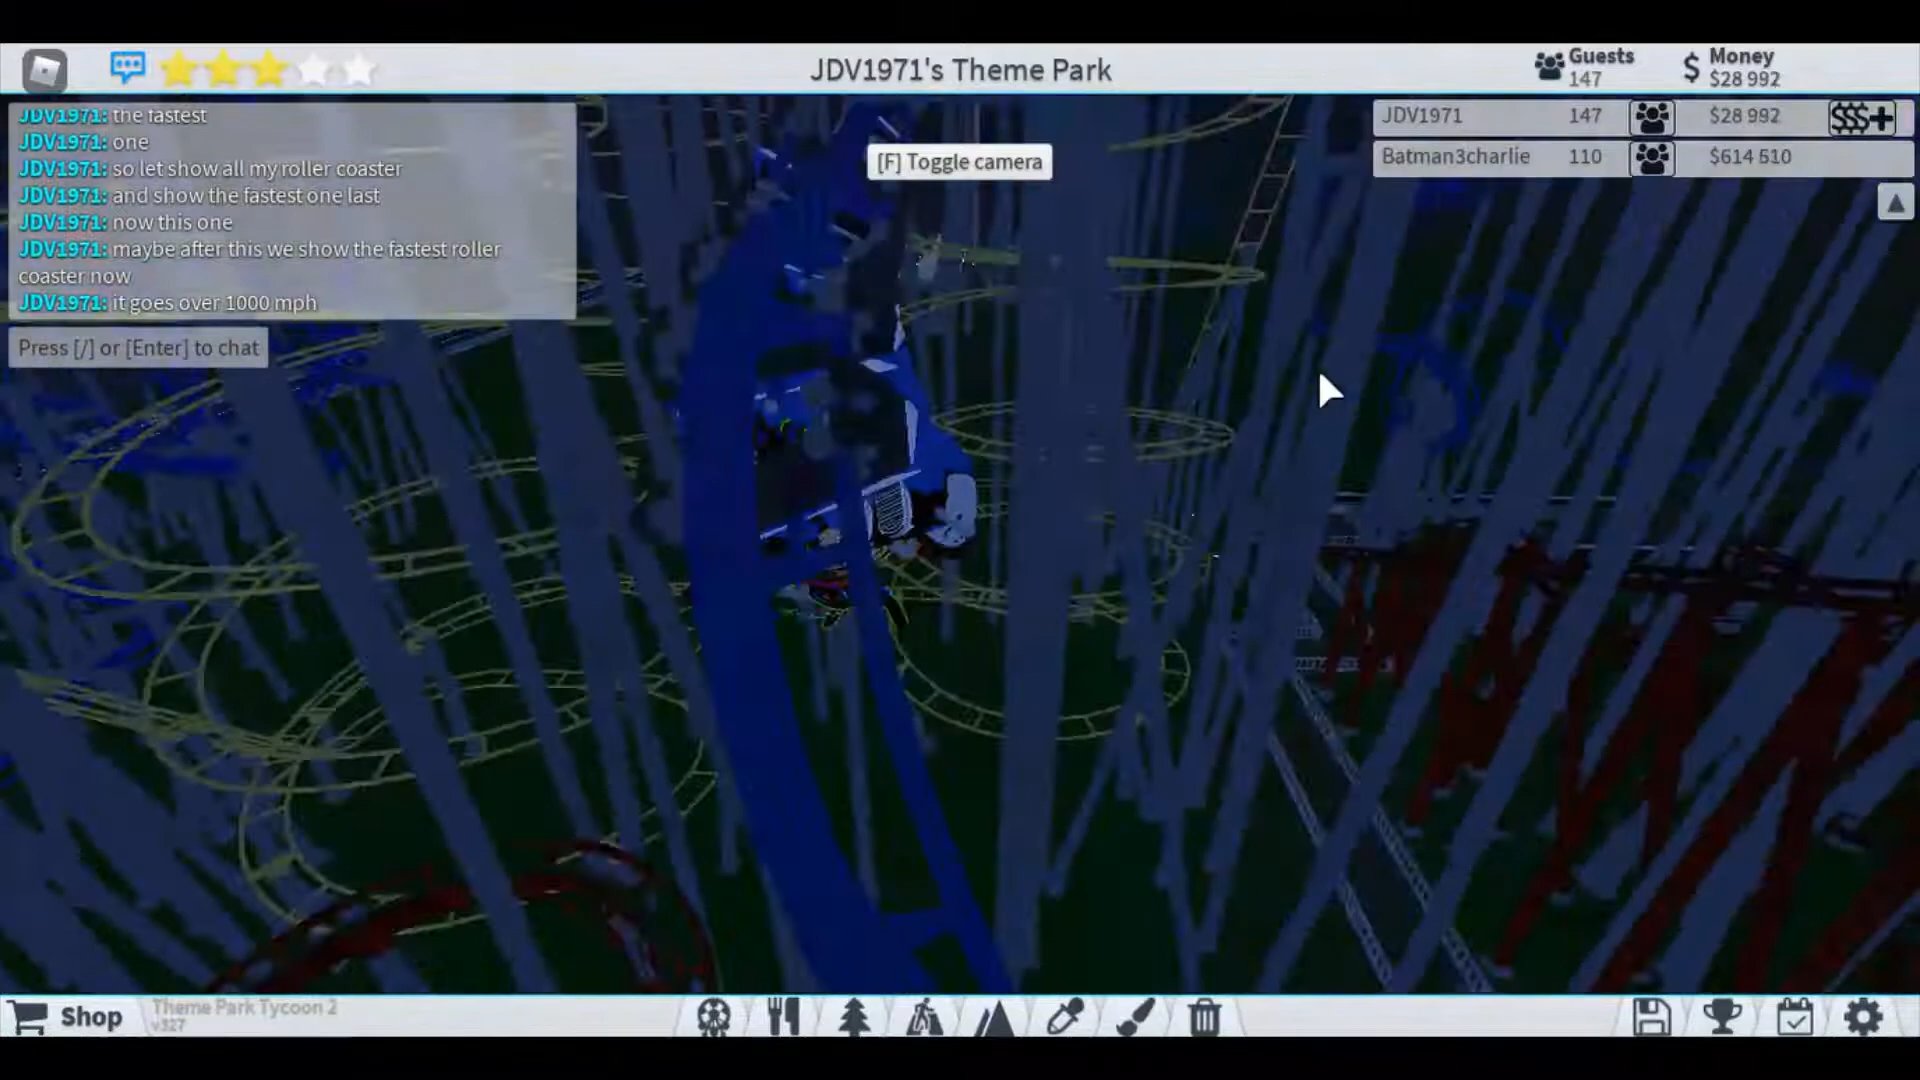 JDV1971's Theme Park
Guests
147
Money
$28 992
JDV1971: the fastest
JDV1971: one
JDV1971: so let show all my roller coaster
JDV1971: and show the fastest one last
JDV1971: now this one
JDV1971: maybe after this we show the fastest roller
coaster now
JDV1971: it goes over 1000 mph
Press [/] or [Enter] to chat
[F] Toggle camera
JDV1971 147 $28 992 $$$+
Batman3charlie 110 $614 510
Shop
Theme Park Tycoon 2
v327